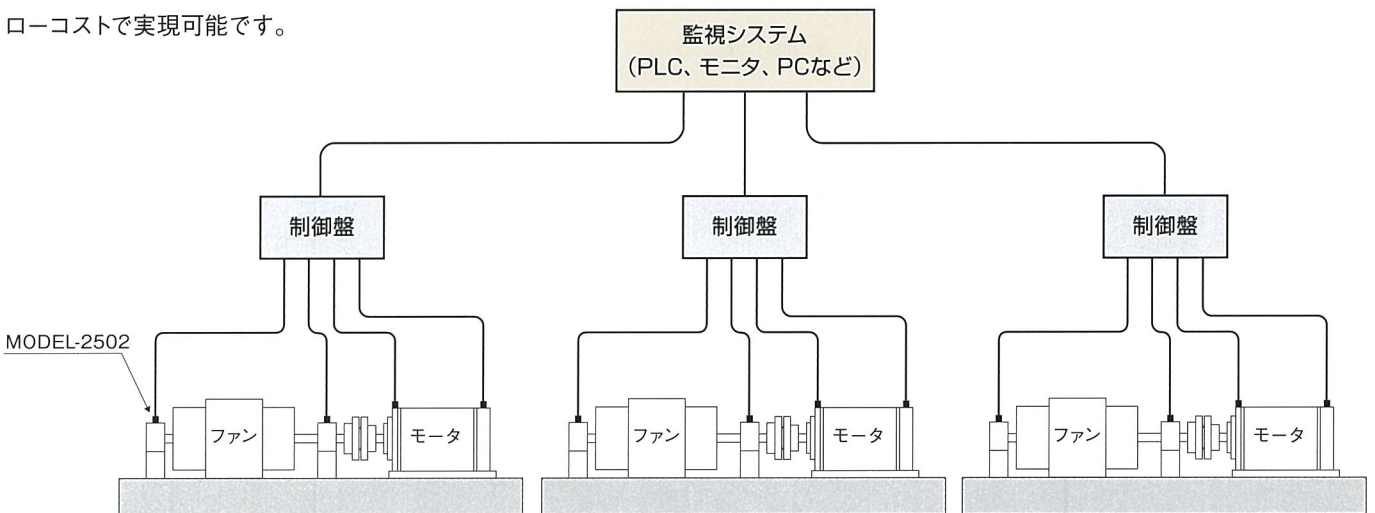 ローコストで実現可能です。
監視システム
(PLC、モニタ、PCなど)
制御盤
制御盤
制御盤
MODEL-2502
ファン
モータ
ファン
モータ
ファン
モータ